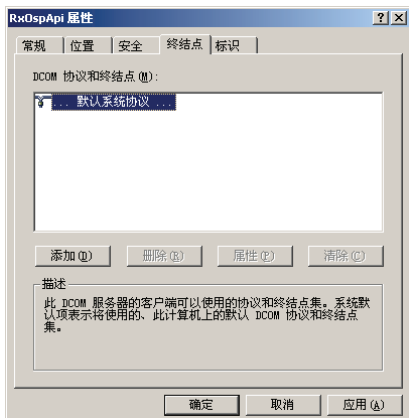 RxOspApi 属性
常规 位置 安全 终结点 标识
DCOM 协议和终结点(M):
... 默认系统协议 ...
添加(D) 删除(R) 属性(P) 清除(C)
描述
此 DCOM 服务器的客户端可以使用的协议和终结点集。系统默
认项表示将使用的、此计算机上的默认 DCOM 协议和终结点
集。
确定 取消 应用(A)